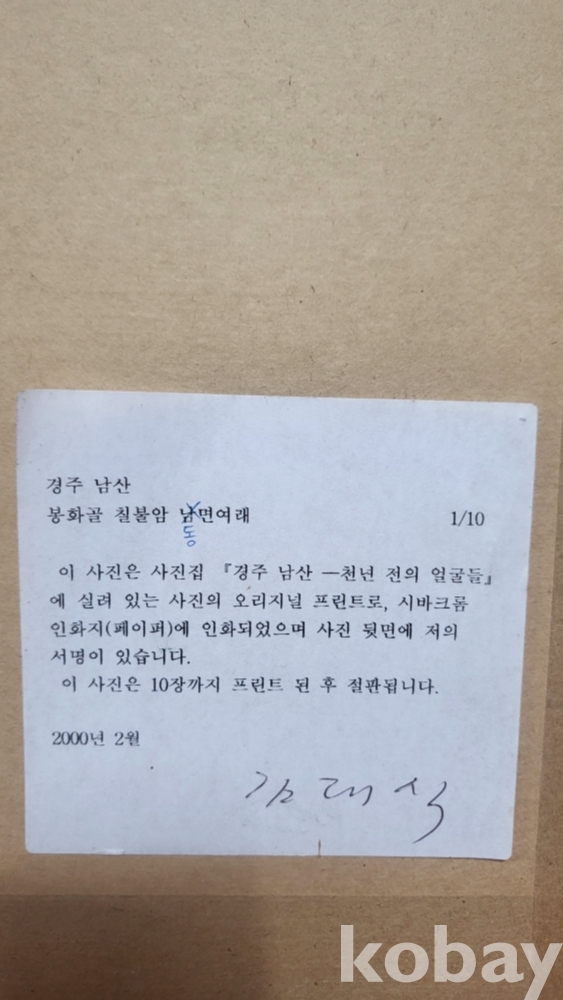 경주 남산
봉화골 칠불암 남면여래 1/10
동
이 사진은 사진집 『경주 남산 ―천년 전의 얼굴들』
에 실려 있는 사진의 오리지널 프린트로, 시바크롬
인화지(페이퍼)에 인화되었으며 사진 뒷면에 저의
서명이 있습니다.
이 사진은 10장까지 프린트 된 후 절판됩니다.
2000년 2월
김대식
kobay